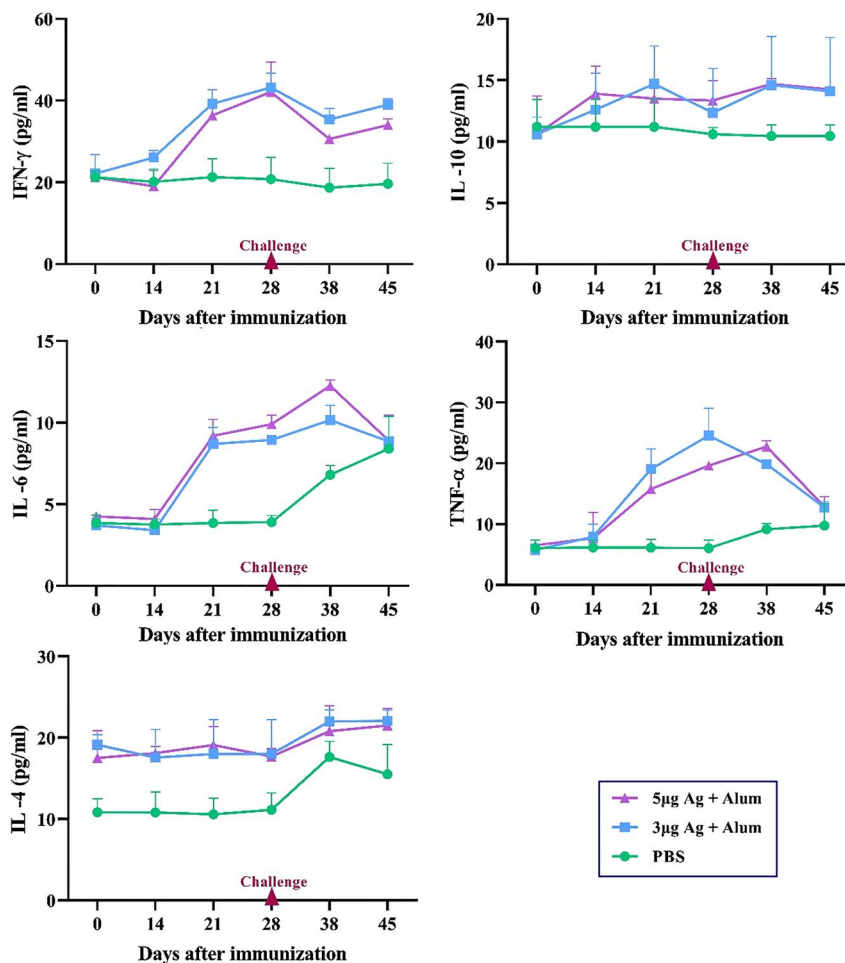 60
40
20
0
IFN-γ (pg/ml)
Challenge
0 14 21 28 38 45
Days after immunization
20
15
10
5
0
IL -10 (pg/ml)
Challenge
0 14 21 28 38 45
Days after immunization
15
10
5
0
IL -6 (pg/ml)
Challenge
0 14 21 28 38 45
Days after immunization
40
30
20
10
0
TNF-α (pg/ml)
Challenge
0 14 21 28 38 45
Days after immunization
30
20
10
0
IL -4 (pg/ml)
Challenge
0 14 21 28 38 45
Days after immunization
5µg Ag + Alum
3µg Ag + Alum
PBS